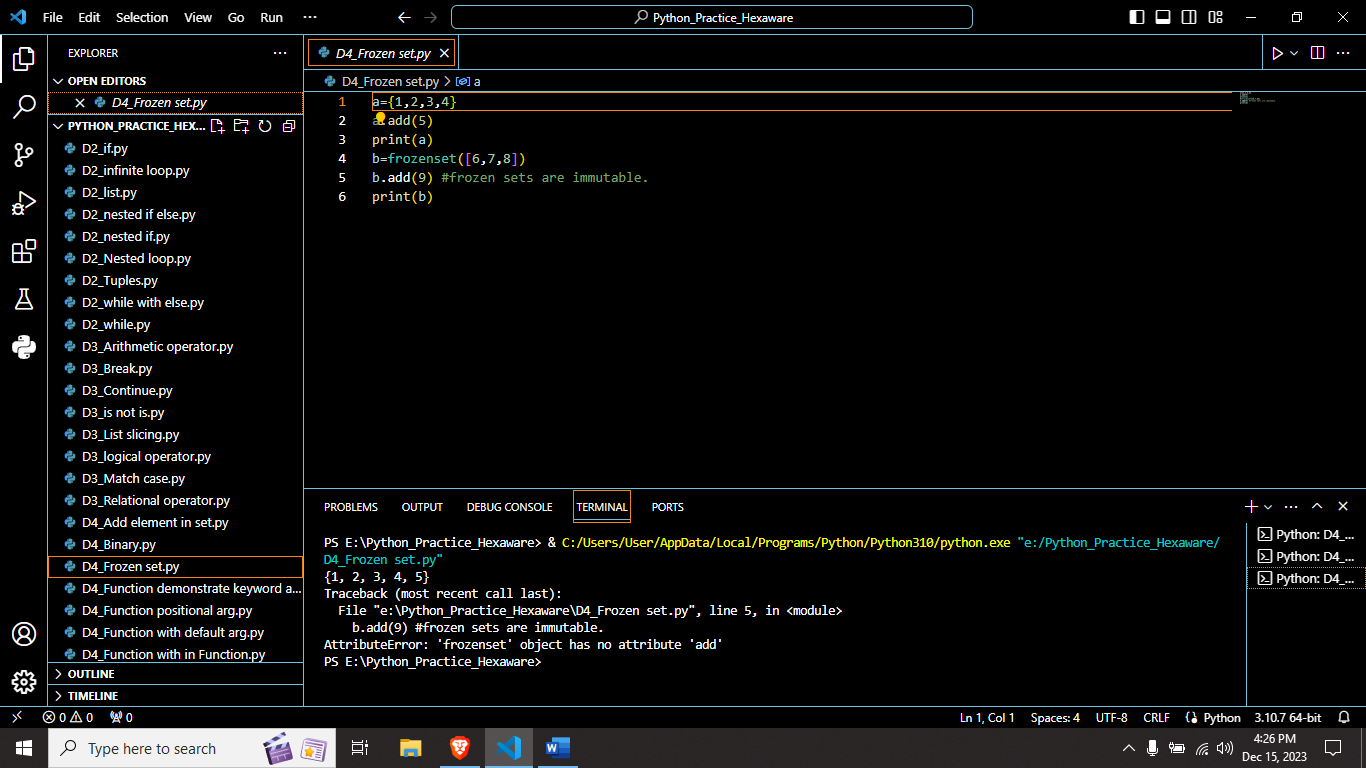 File Edit Selection View Go Run ···
Python_Practice_Hexaware
EXPLORER ···
OPEN EDITORS
D4_Frozen set.py
PYTHON_PRACTICE_HEX...
D2_if.py
D2_infinite loop.py
D2_list.py
D2_nested if else.py
D2_nested if.py
D2_Nested loop.py
D2_Tuples.py
D2_while with else.py
D2_while.py
D3_Arithmetic operator.py
D3_Break.py
D3_Continue.py
D3_is not is.py
D3_List slicing.py
D3_logical operator.py
D3_Match case.py
D3_Relational operator.py
D4_Add element in set.py
D4_Binary.py
D4_Frozen set.py
D4_Function demonstrate keyword a...
D4_Function positional arg.py
D4_Function with default arg.py
D4_Function with in Function.py
OUTLINE
TIMELINE
D4_Frozen set.py
D4_Frozen set.py > a
1 a={1,2,3,4}
2 a.add(5)
3 print(a)
4 b=frozenset([6,7,8])
5 b.add(9) #frozen sets are immutable.
6 print(b)
PROBLEMS OUTPUT DEBUG CONSOLE TERMINAL PORTS
PS E:\Python_Practice_Hexaware> & C:/Users/User/AppData/Local/Programs/Python/Python310/python.exe "e:/Python_Practice_Hexaware/
D4_Frozen set.py"
{1, 2, 3, 4, 5}
Traceback (most recent call last):
File "e:\Python_Practice_Hexaware\D4_Frozen set.py", line 5, in <module>
b.add(9) #frozen sets are immutable.
AttributeError: 'frozenset' object has no attribute 'add'
PS E:\Python_Practice_Hexaware>
Python: D4_...
Python: D4_...
Python: D4_...
0 0 0
Ln 1, Col 1 Spaces: 4 UTF-8 CRLF Python 3.10.7 64-bit
Type here to search
4:26 PM
Dec 15, 2023